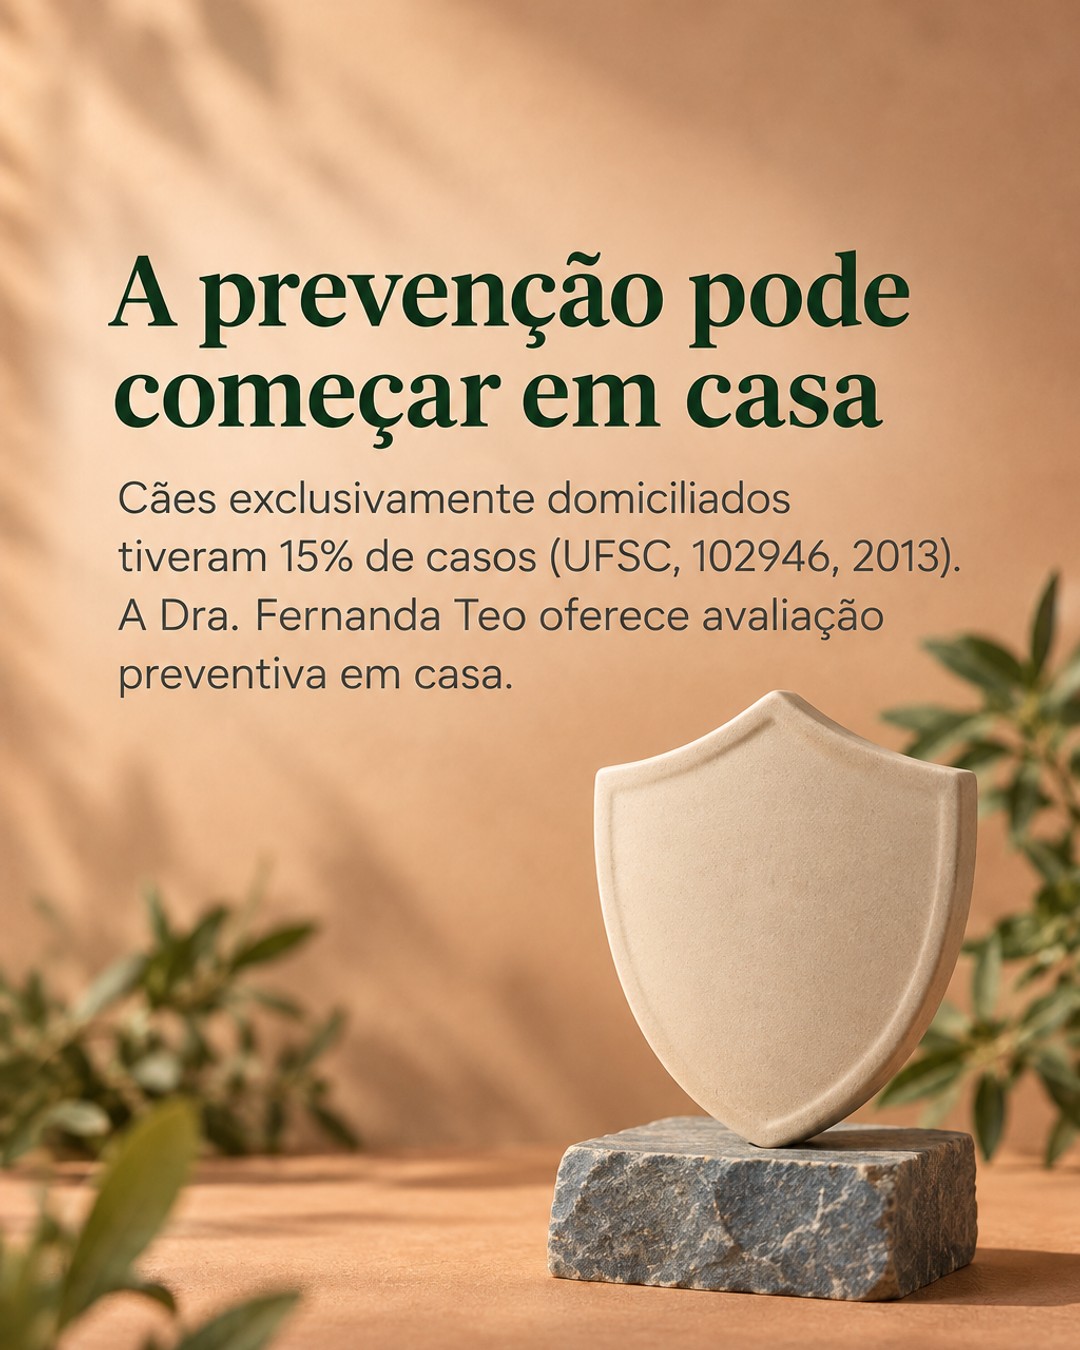 A prevenção pode
começar em casa
Cães exclusivamente domiciliados
tiveram 15% de casos (UFSC, 102946, 2013).
A Dra. Fernanda Teo oferece avaliação
preventiva em casa.